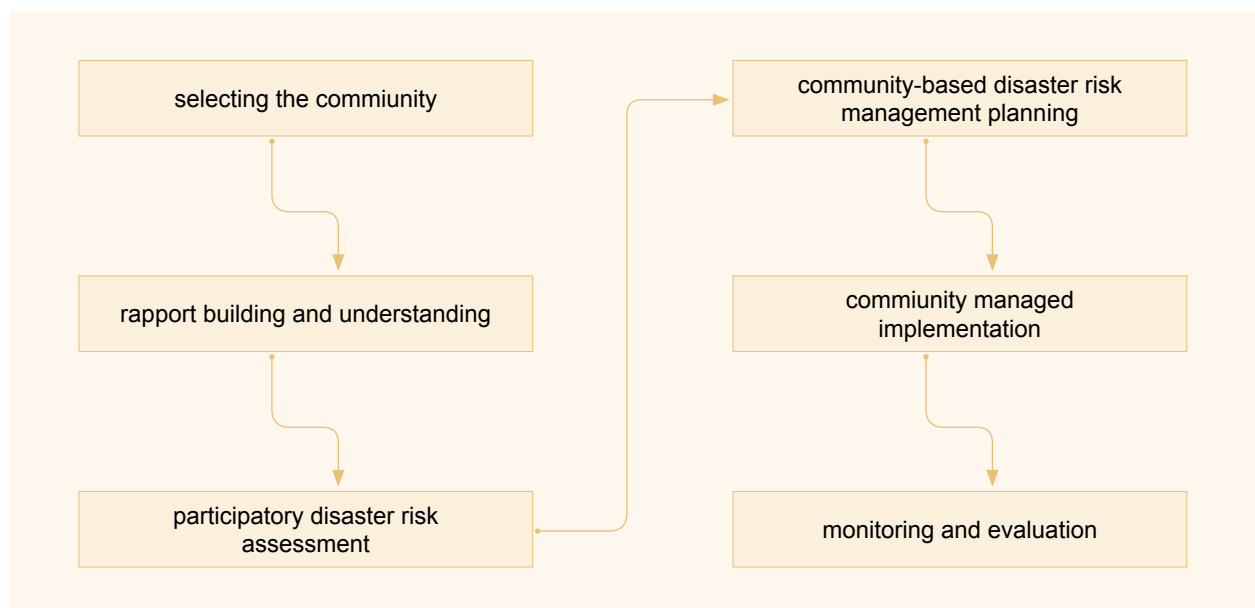 selecting the commiunity
rapport building and understanding
participatory disaster risk
assessment
community-based disaster risk
management planning
commiunity managed
implementation
monitoring and evaluation